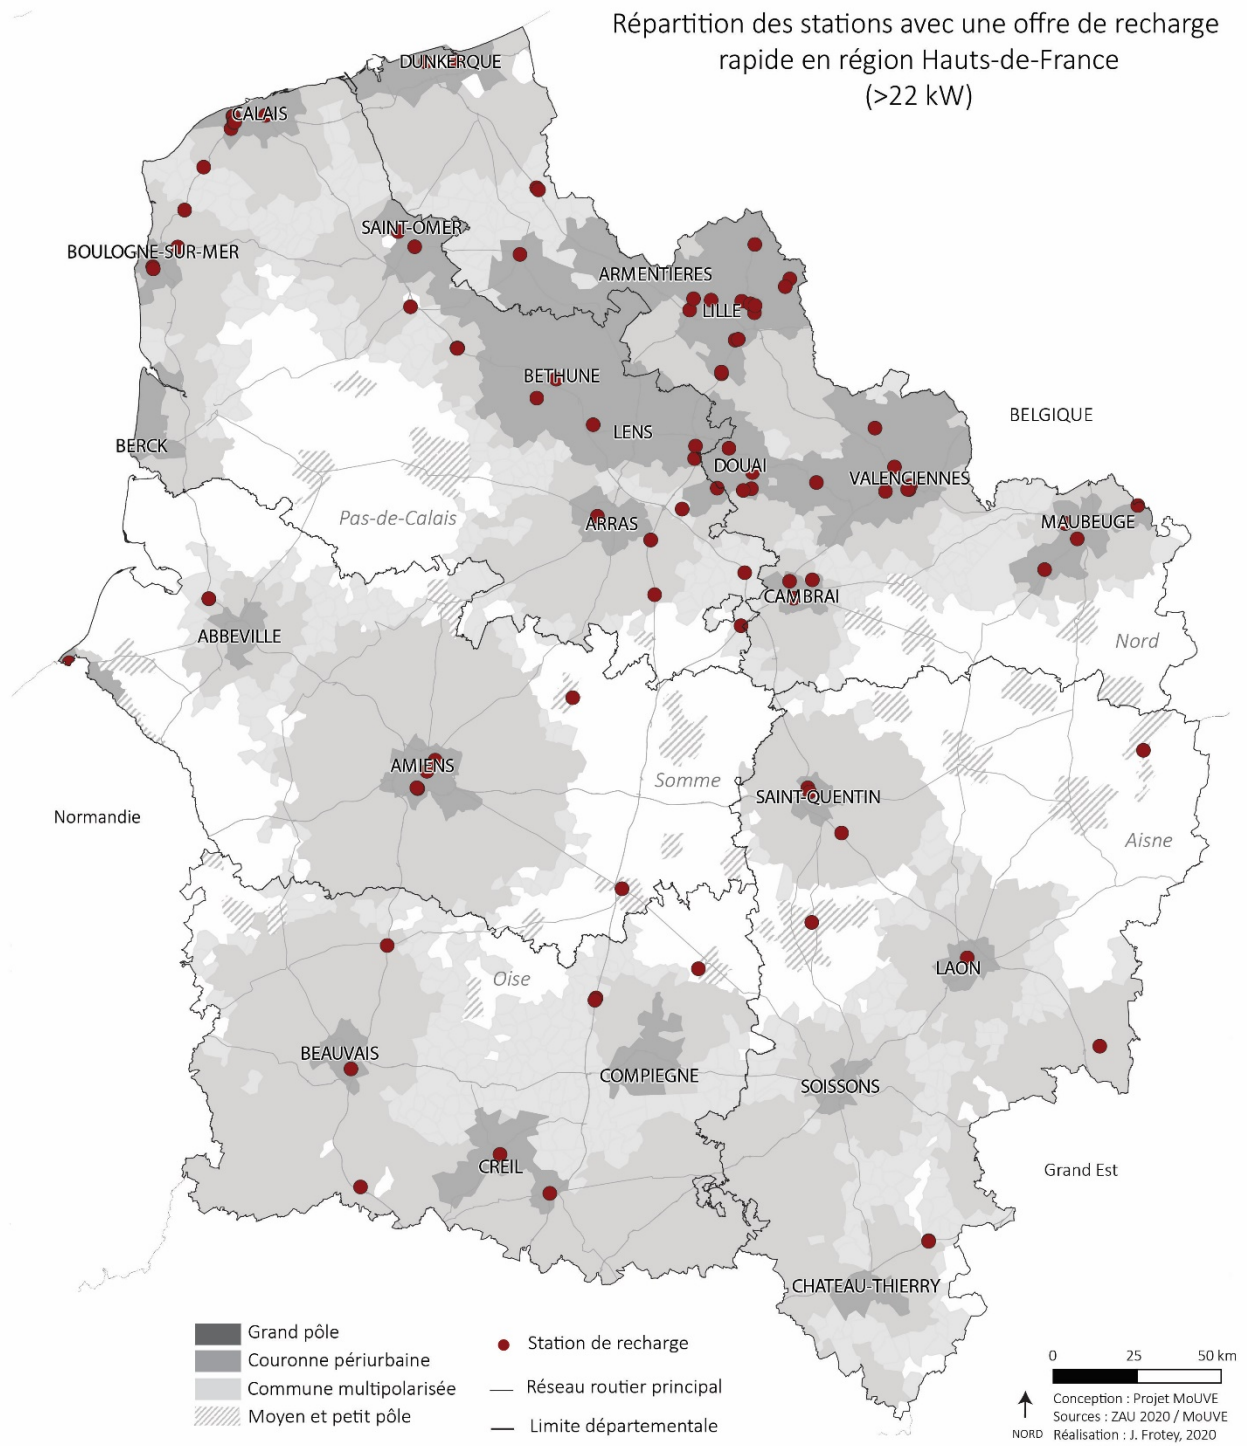 Répartition des stations avec une offre de recharge
rapide en région Hauts-de-France
(>22 kW)
DUNKERQUE
CALAIS
SAINT-OMER
BOULOGNE-SUR-MER
ARMENTIERES
LILLE
BETHUNE
BELGIQUE
LENS
BERCK
DOUAI
VALENCIENNES
Pas-de-Calais
ARRAS
MAUBEUGE
CAMBRAI
ABBEVILLE
Nord
AMIENS
Somme
SAINT-QUENTIN
Normandie
Aisne
LAON
Oise
BEAUVAIS
COMPIEGNE
SOISSONS
CREIL
Grand Est
CHATEAU-THIERRY
Grand pôle
Couronne périurbaine
Commune multipolarisée
Moyen et petit pôle
Station de recharge
Réseau routier principal
Limite départementale
0 25 50 km
Conception : Projet MoUVE
Sources : ZAU 2020 / MoUVE
NORD Réalisation : J. Frotey, 2020